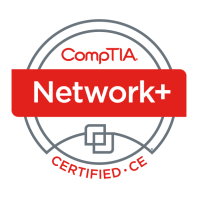 CompTIA.
Network+
CERTIFIED • CE